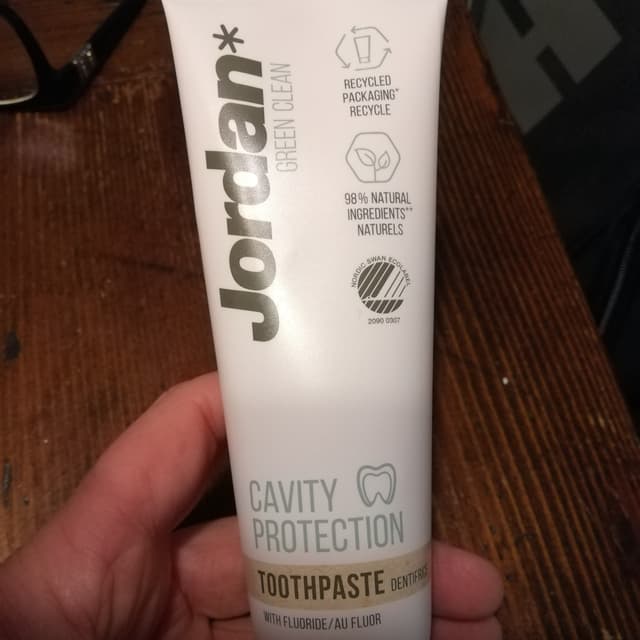 Jordan*
GREEN CLEAN
RECYCLED
PACKAGING*
RECYCLE
98% NATURAL
INGREDIENTS**
NATURELS
NORDIC SWAN ECOLABEL
2090 0307
CAVITY
PROTECTION
TOOTHPASTE DENTIFRICE
WITH FLUORIDE/AU FLUOR